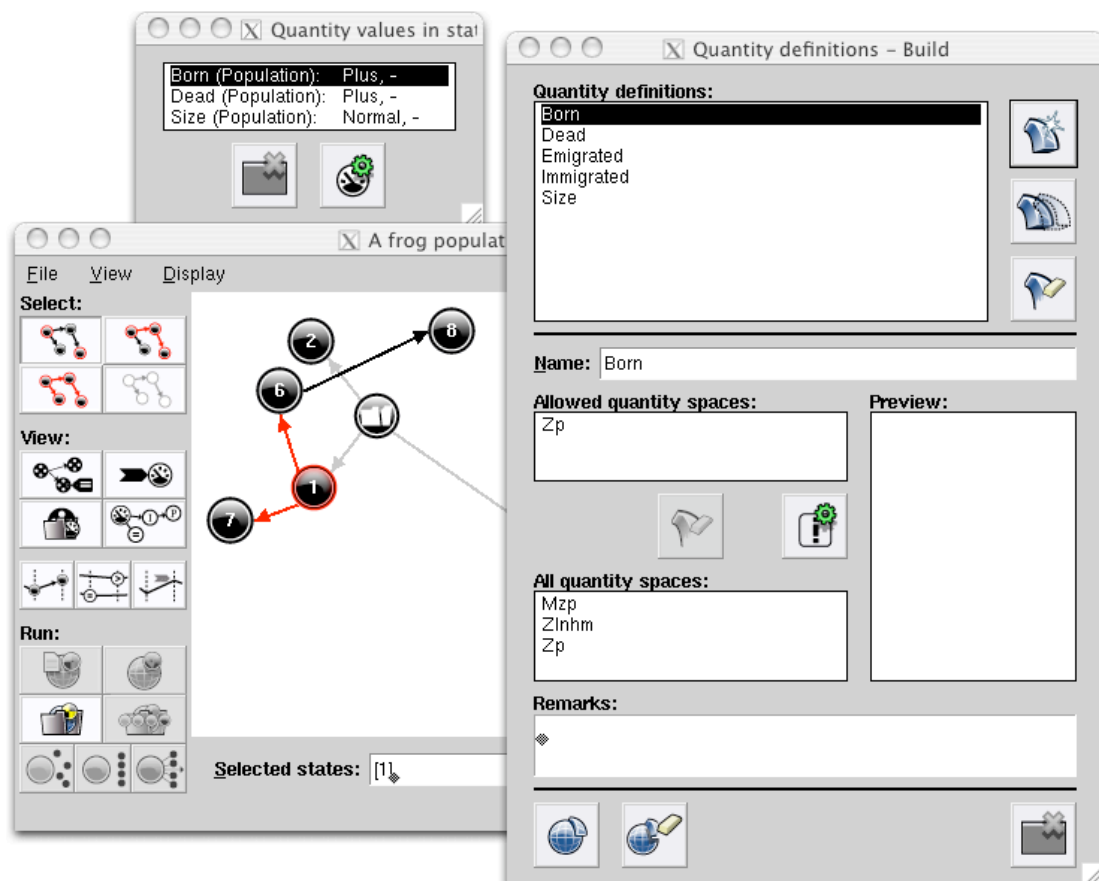 Quantity values in stat
Born (Population): Plus, -
Dead (Population): Plus, -
Size (Population): Normal, -
A frog populat
File View Display
Select:
2
8
6
1
7
View:
Run:
Selected states: [1]
Quantity definitions – Build
Quantity definitions:
Born
Dead
Emigrated
Immigrated
Size
Name: Born
Allowed quantity spaces:
Zp
Preview:
All quantity spaces:
Mzp
Zlnhm
Zp
Remarks: